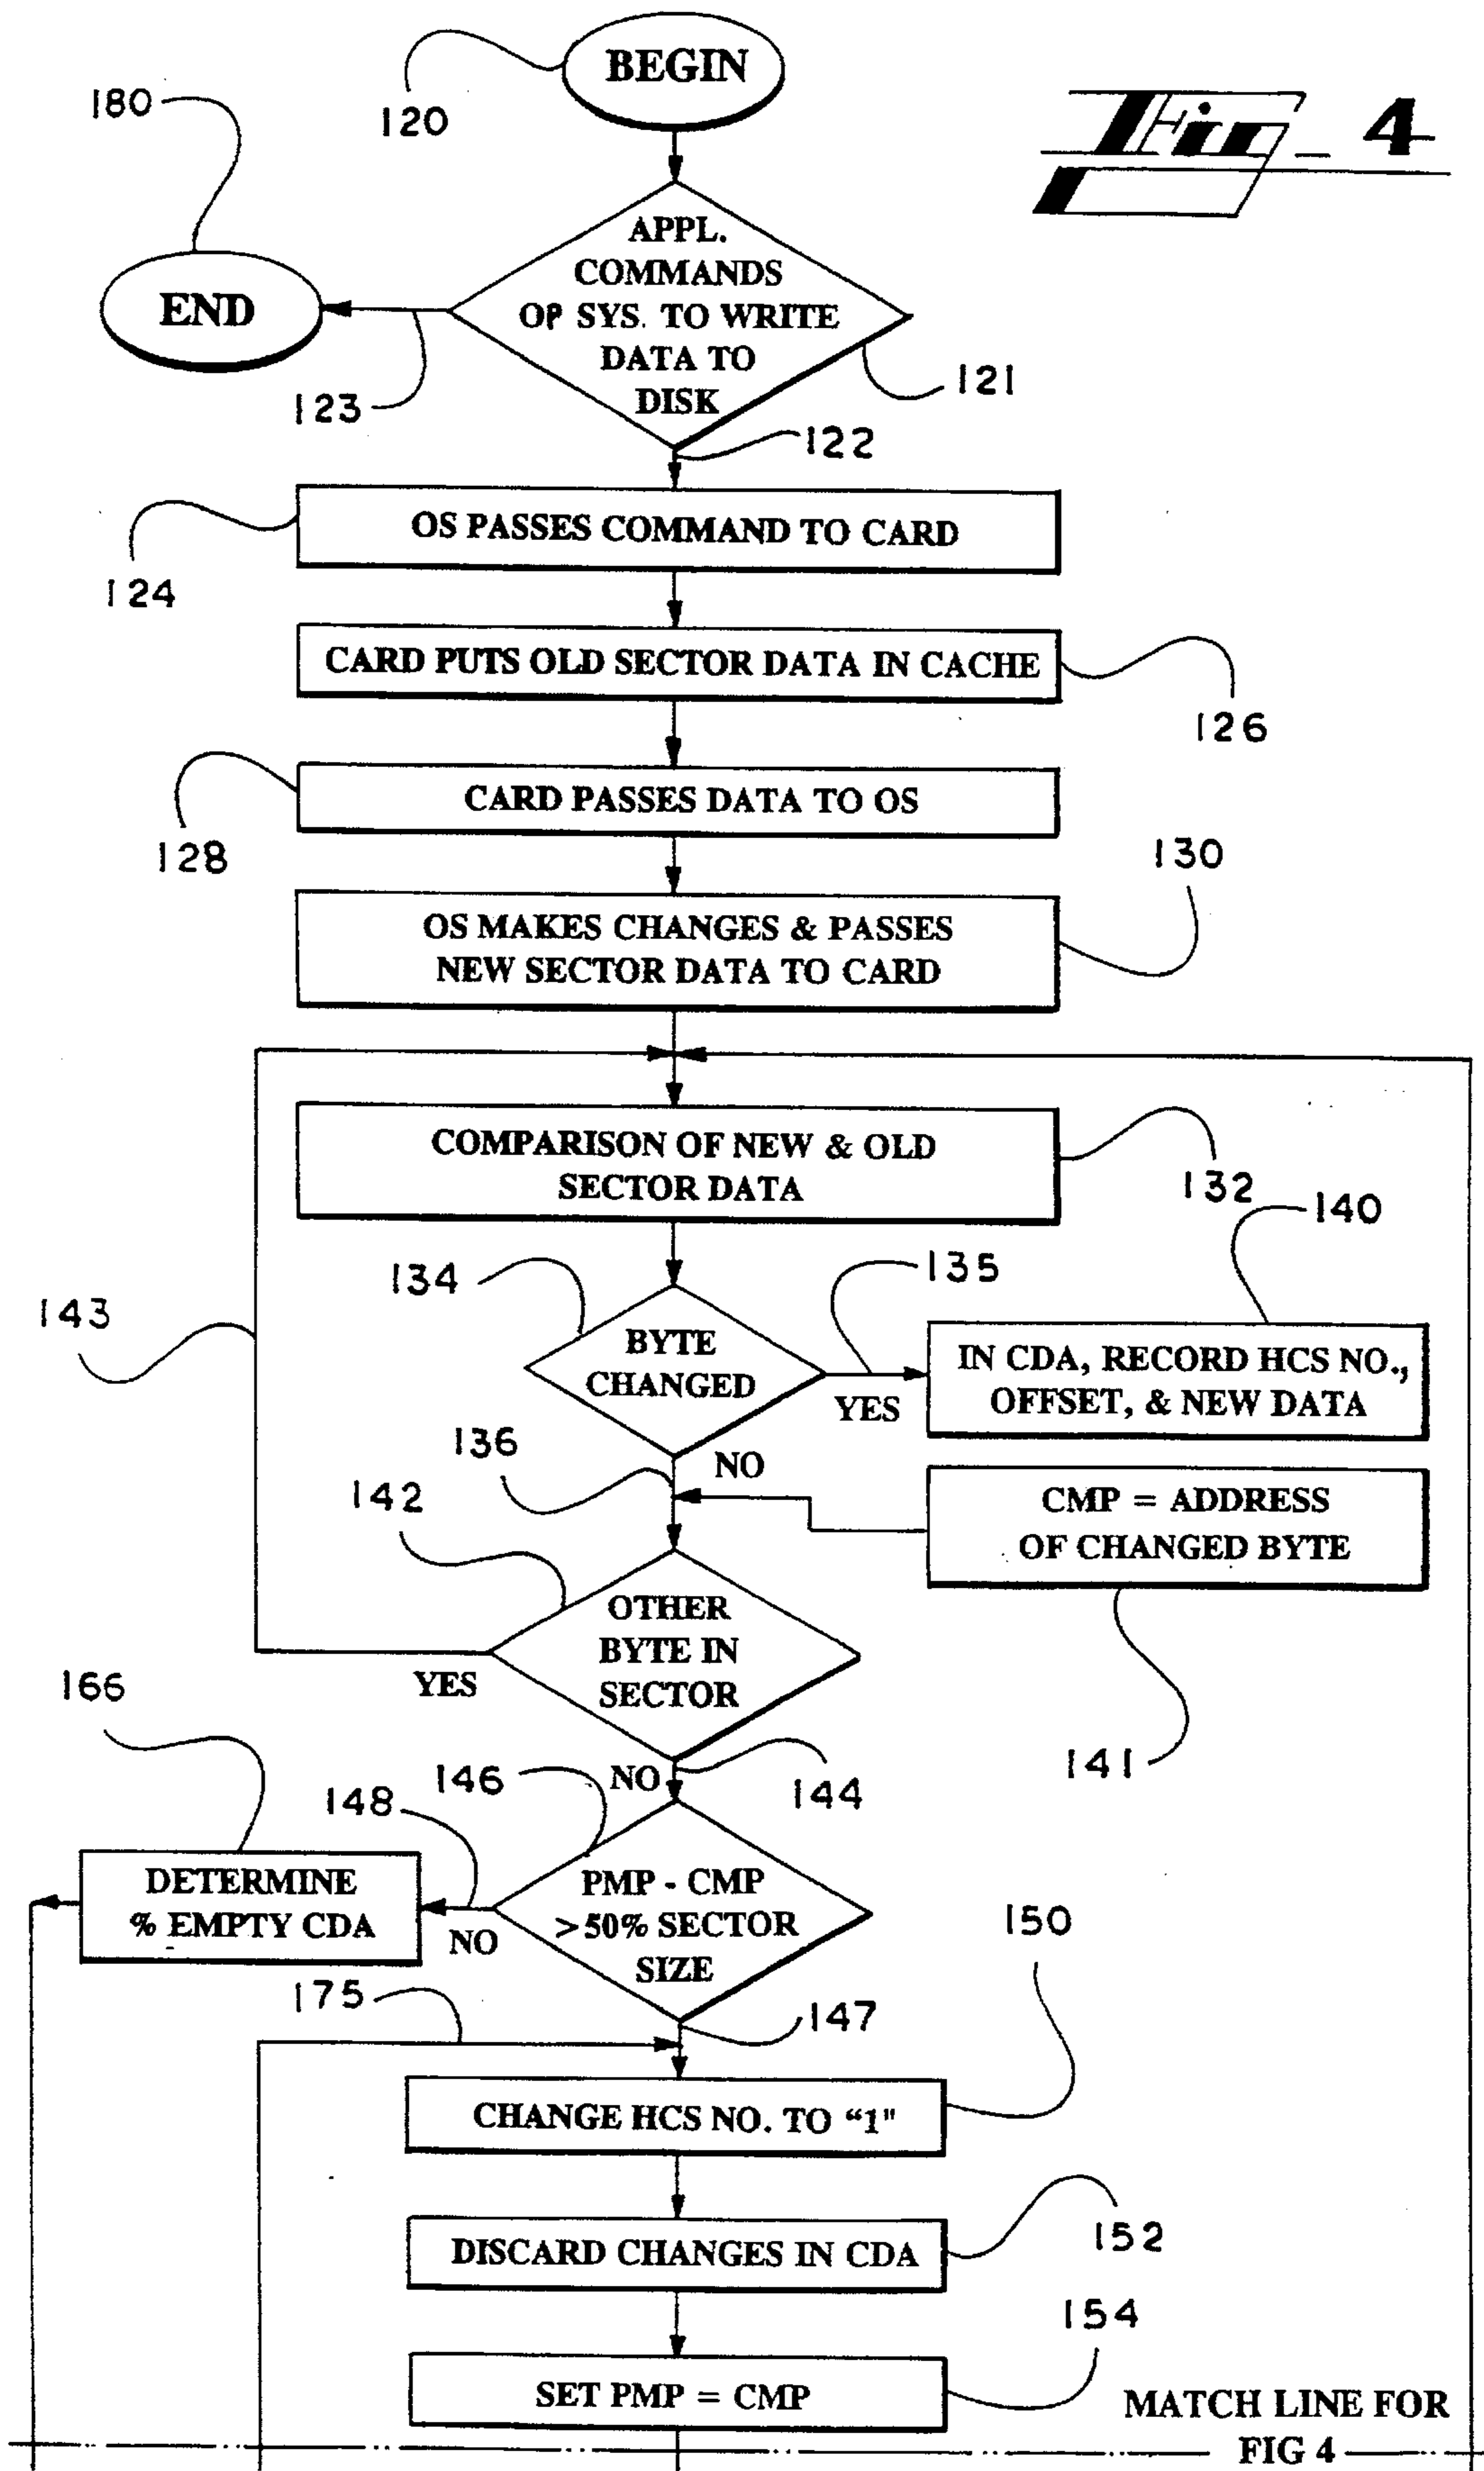 BEGIN
120
180
Fig_ 4
APPL.
COMMANDS
OP SYS. TO WRITE
DATA TO
DISK
END
123
121
122
OS PASSES COMMAND TO CARD
124
CARD PUTS OLD SECTOR DATA IN CACHE
126
CARD PASSES DATA TO OS
128
130
OS MAKES CHANGES & PASSES
NEW SECTOR DATA TO CARD
COMPARISON OF NEW & OLD
SECTOR DATA
132
140
134
135
143
BYTE
CHANGED
YES
IN CDA, RECORD HCS NO.,
OFFSET, & NEW DATA
136
NO
142
CMP = ADDRESS
OF CHANGED BYTE
OTHER
BYTE IN
SECTOR
YES
166
141
NO
144
146
148
DETERMINE
% EMPTY CDA
NO
PMP - CMP
>50% SECTOR
SIZE
150
175
147
CHANGE HCS NO. TO “1"
152
DISCARD CHANGES IN CDA
154
SET PMP = CMP
MATCH LINE FOR
FIG 4